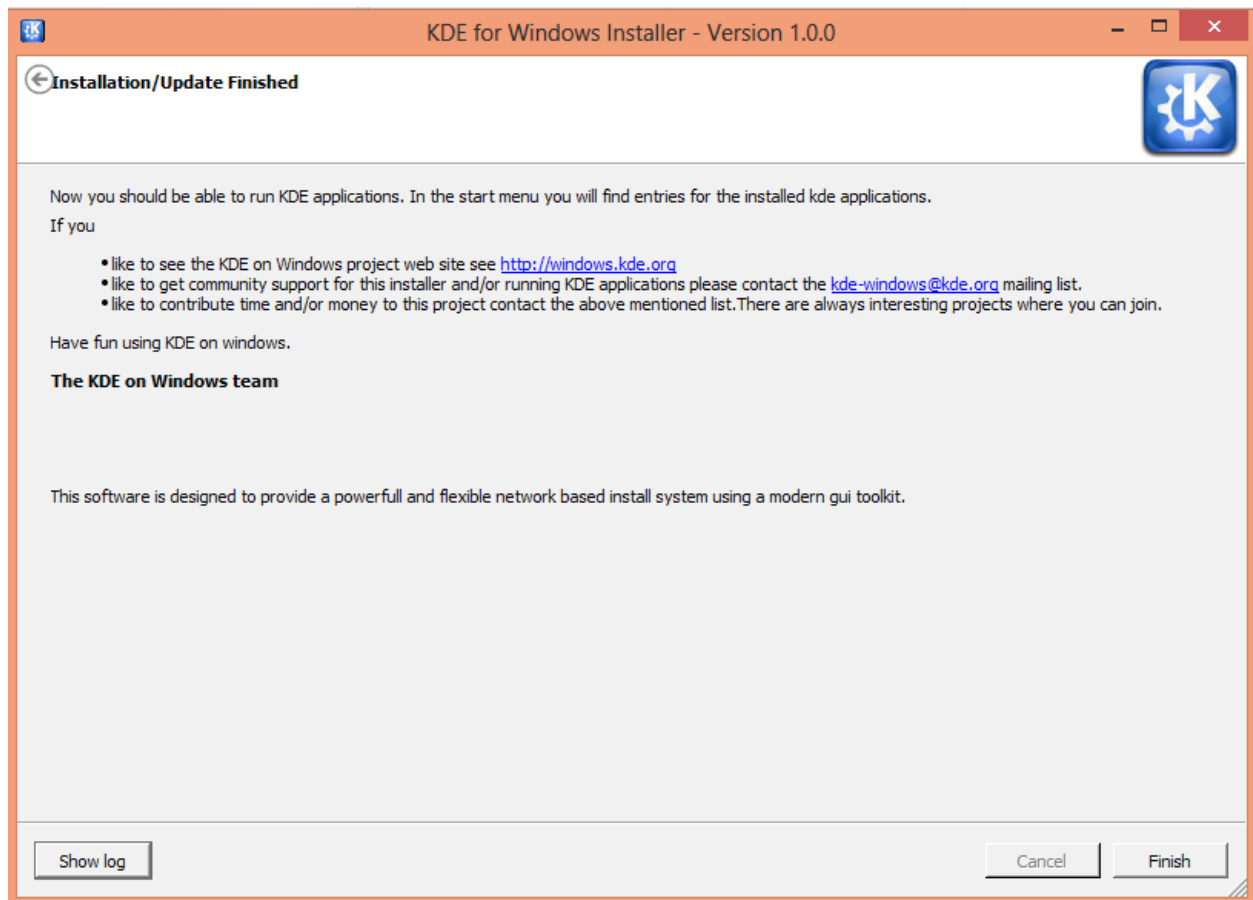 KDE for Windows Installer - Version 1.0.0
Installation/Update Finished
Now you should be able to run KDE applications. In the start menu you will find entries for the installed kde applications.
If you
•like to see the KDE on Windows project web site see http://windows.kde.org
•like to get community support for this installer and/or running KDE applications please contact the kde-windows@kde.org mailing list.
•like to contribute time and/or money to this project contact the above mentioned list.There are always interesting projects where you can join.
Have fun using KDE on windows.
The KDE on Windows team
This software is designed to provide a powerfull and flexible network based install system using a modern gui toolkit.
Show log
Cancel
Finish